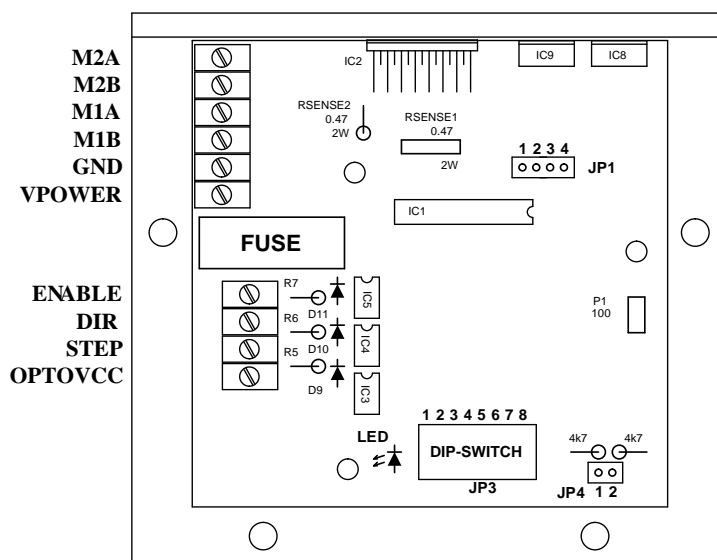 M2A
M2B
M1A
M1B
GND
VPOWER
ENABLE
DIR
STEP
OPTOVCC
IC2
IC9
IC8
RSENSE2
0.47
2W
RSENSE1
0.47
2W
1 2 3 4
JP1
IC1
FUSE
R7
D11
IC5
R6
D10
IC4
R5
D9
IC3
P1
100
1 2 3 4 5 6 7 8
LED
DIP-SWITCH
JP3
4k7
4k7
JP4
1 2